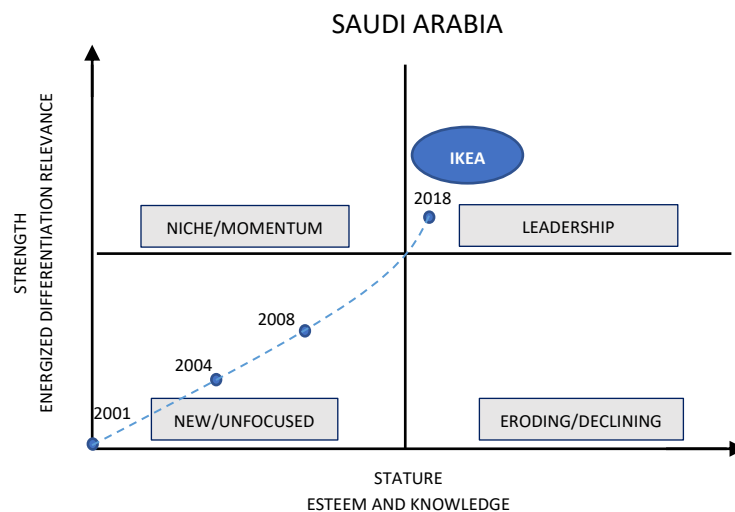 SAUDI ARABIA
STRENGTH
ENERGIZED DIFFERENTIATION RELEVANCE
IKEA
2018
NICHE/MOMENTUM
LEADERSHIP
2008
2004
2001
NEW/UNFOCUSED
ERODING/DECLINING
STATURE
ESTEEM AND KNOWLEDGE